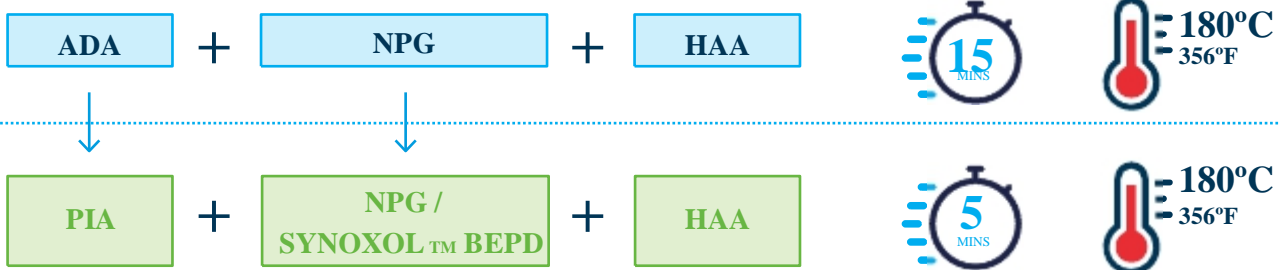 ADA + NPG + HAA 15 MINS 180ºC
356ºF
PIA + NPG / SYNOXOL TM BEPD + HAA 5 MINS 180ºC
356ºF